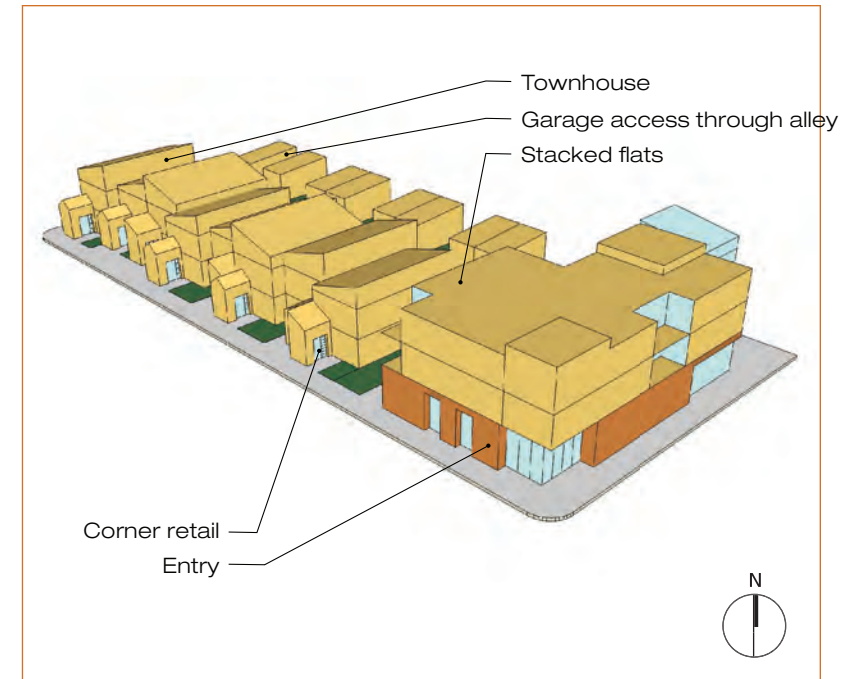 Townhouse
Garage access through alley
Stacked flats
Corner retail
Entry
N